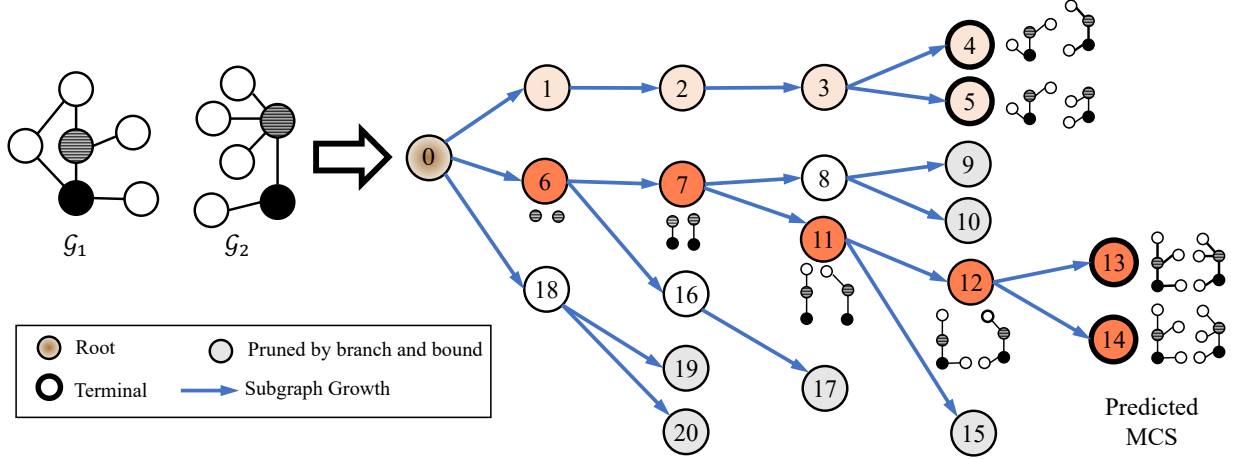 𝒢₁
𝒢₂
0
1
2
3
4
5
6
7
8
9
10
11
12
13
14
15
16
17
18
19
20
Root
Pruned by branch and bound
Terminal
Subgraph Growth
Predicted
MCS